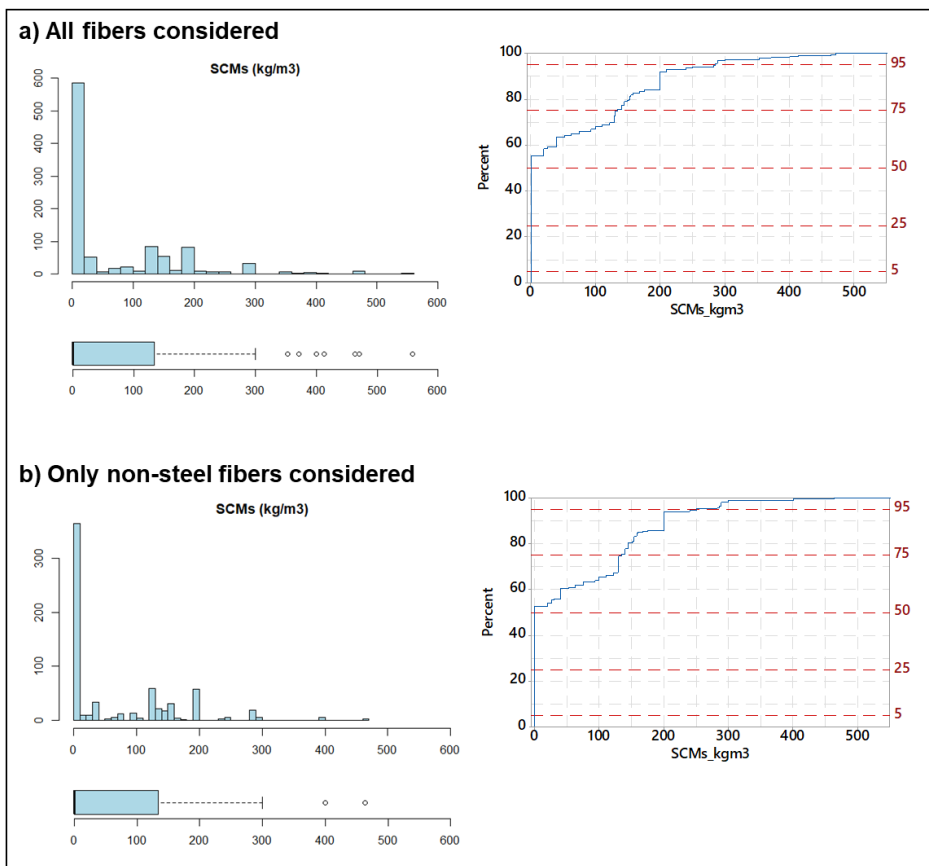 a) All fibers considered
SCMs (kg/m3)
600
500
400
300
200
100
0
0 100 200 300 400 500 600
0 100 200 300 400 500 600
100
80
60
40
20
0
Percent
95
75
50
25
5
0 100 200 300 400 500
SCMs_kgm3
b) Only non-steel fibers considered
SCMs (kg/m3)
300
200
100
0
0 100 200 300 400 500 600
0 100 200 300 400 500 600
100
80
60
40
20
0
Percent
95
75
50
25
5
0 100 200 300 400 500
SCMs_kgm3